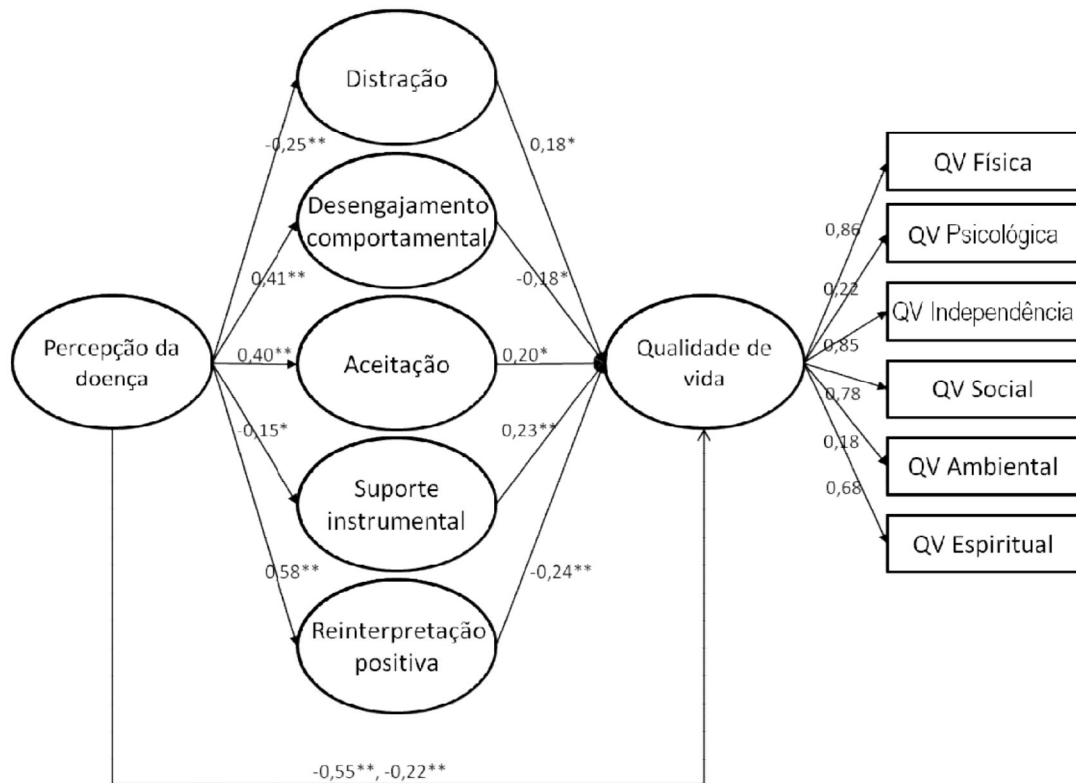 Distração
-0,25**
0,18*
QV Física
Desengajamento
comportamental
0,86
QV Psicológica
0,41**
-0,18*
0,22
QV Independência
Percepção da
doença
0,40**
Aceitação
0,20*
Qualidade de
vida
0,85
QV Social
0,78
-0,15*
0,23**
0,18
QV Ambiental
Suporte
instrumental
0,68
QV Espiritual
0,58**
-0,24**
Reinterpretação
positiva
-0,55**, -0,22**